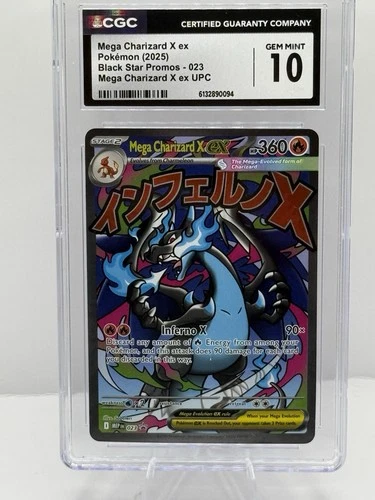 CGC
CERTIFIED GUARANTY COMPANY
Mega Charizard X ex
Pokémon (2025)
Black Star Promos - 023
Mega Charizard X ex UPC
GEM MINT
10
6132890094
STAGE 2
Mega Charizard X ex
HP 360
Evolves from Charmeleon
The Mega-Evolved form of
Charizard
インフェルノX
Inferno X
90×
Discard any amount of Energy from among your
Pokémon, and this attack does 90 damage for each card
you discarded in this way.
weakness
Mega Evolution ex rule
When your Mega Evolution
Pokémon ex is Knocked Out, your opponent takes 3 Prize cards.
MEP
023